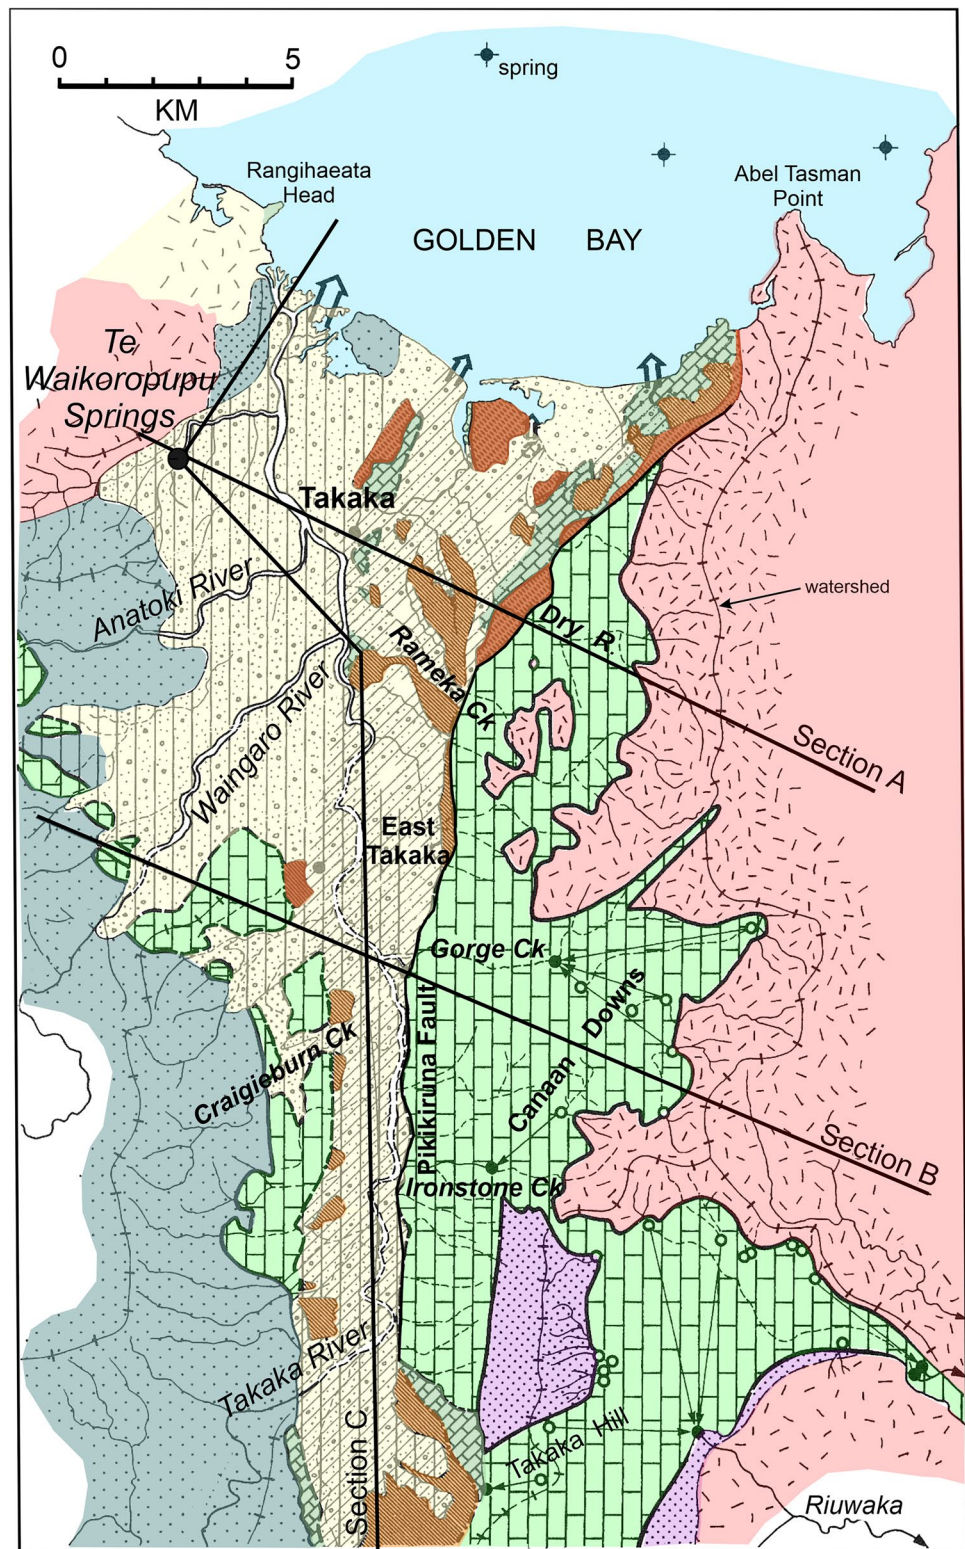 0 5
KM
spring
Rangihaeata
Head
Abel Tasman
Point
GOLDEN BAY
Te
Waikoropupu
Springs
Takaka
Anatoki River
watershed
Dry R
Rameka Ck
Waingaro River
Section A
East
Takaka
Gorge Ck
Canaan Downs
Pikikiruna Fault
Craigieburn Ck
Section B
Ironstone Ck
Takaka River
Section C
Takaka Hill
Riuwaka